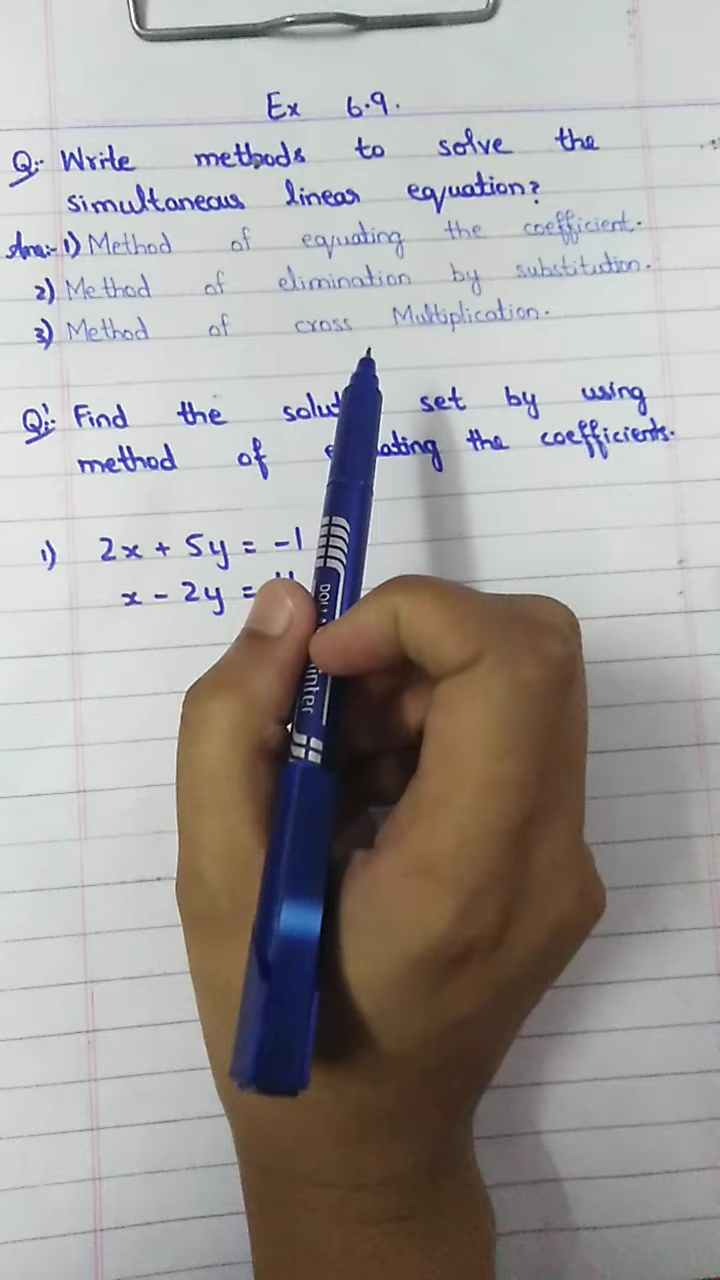 Ex 6.9.
Q:- Write methods to solve the
simultaneous linear equation?
Ans:- 1) Method of equating the coefficient.
2) Method of elimination by substitution.
3) Method of cross Multiplication.
Q:- Find the solut set by using
method of ating the coefficients.
1) 2x + 5y = -1
x - 2y =